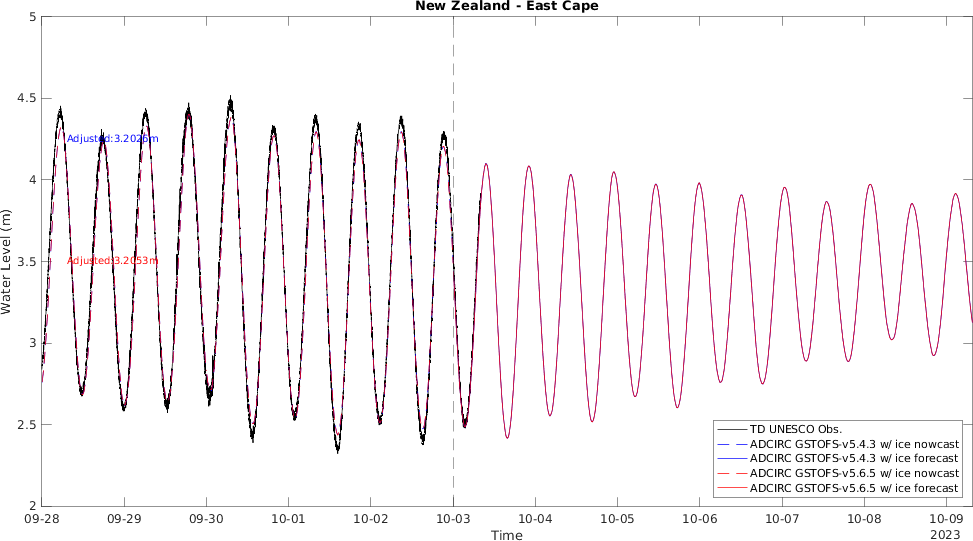 New Zealand - East Cape
5
4.5
4
3.5
3
2.5
2
Water Level (m)
Adjusted:3.2025m
Adjusted:3.2053m
TD UNESCO Obs.
ADCIRC GSTOFS-v5.4.3 w/ ice nowcast
ADCIRC GSTOFS-v5.4.3 w/ ice forecast
ADCIRC GSTOFS-v5.6.5 w/ ice nowcast
ADCIRC GSTOFS-v5.6.5 w/ ice forecast
09-28 09-29 09-30 10-01 10-02 10-03 10-04 10-05 10-06 10-07 10-08 10-09
2023
Time